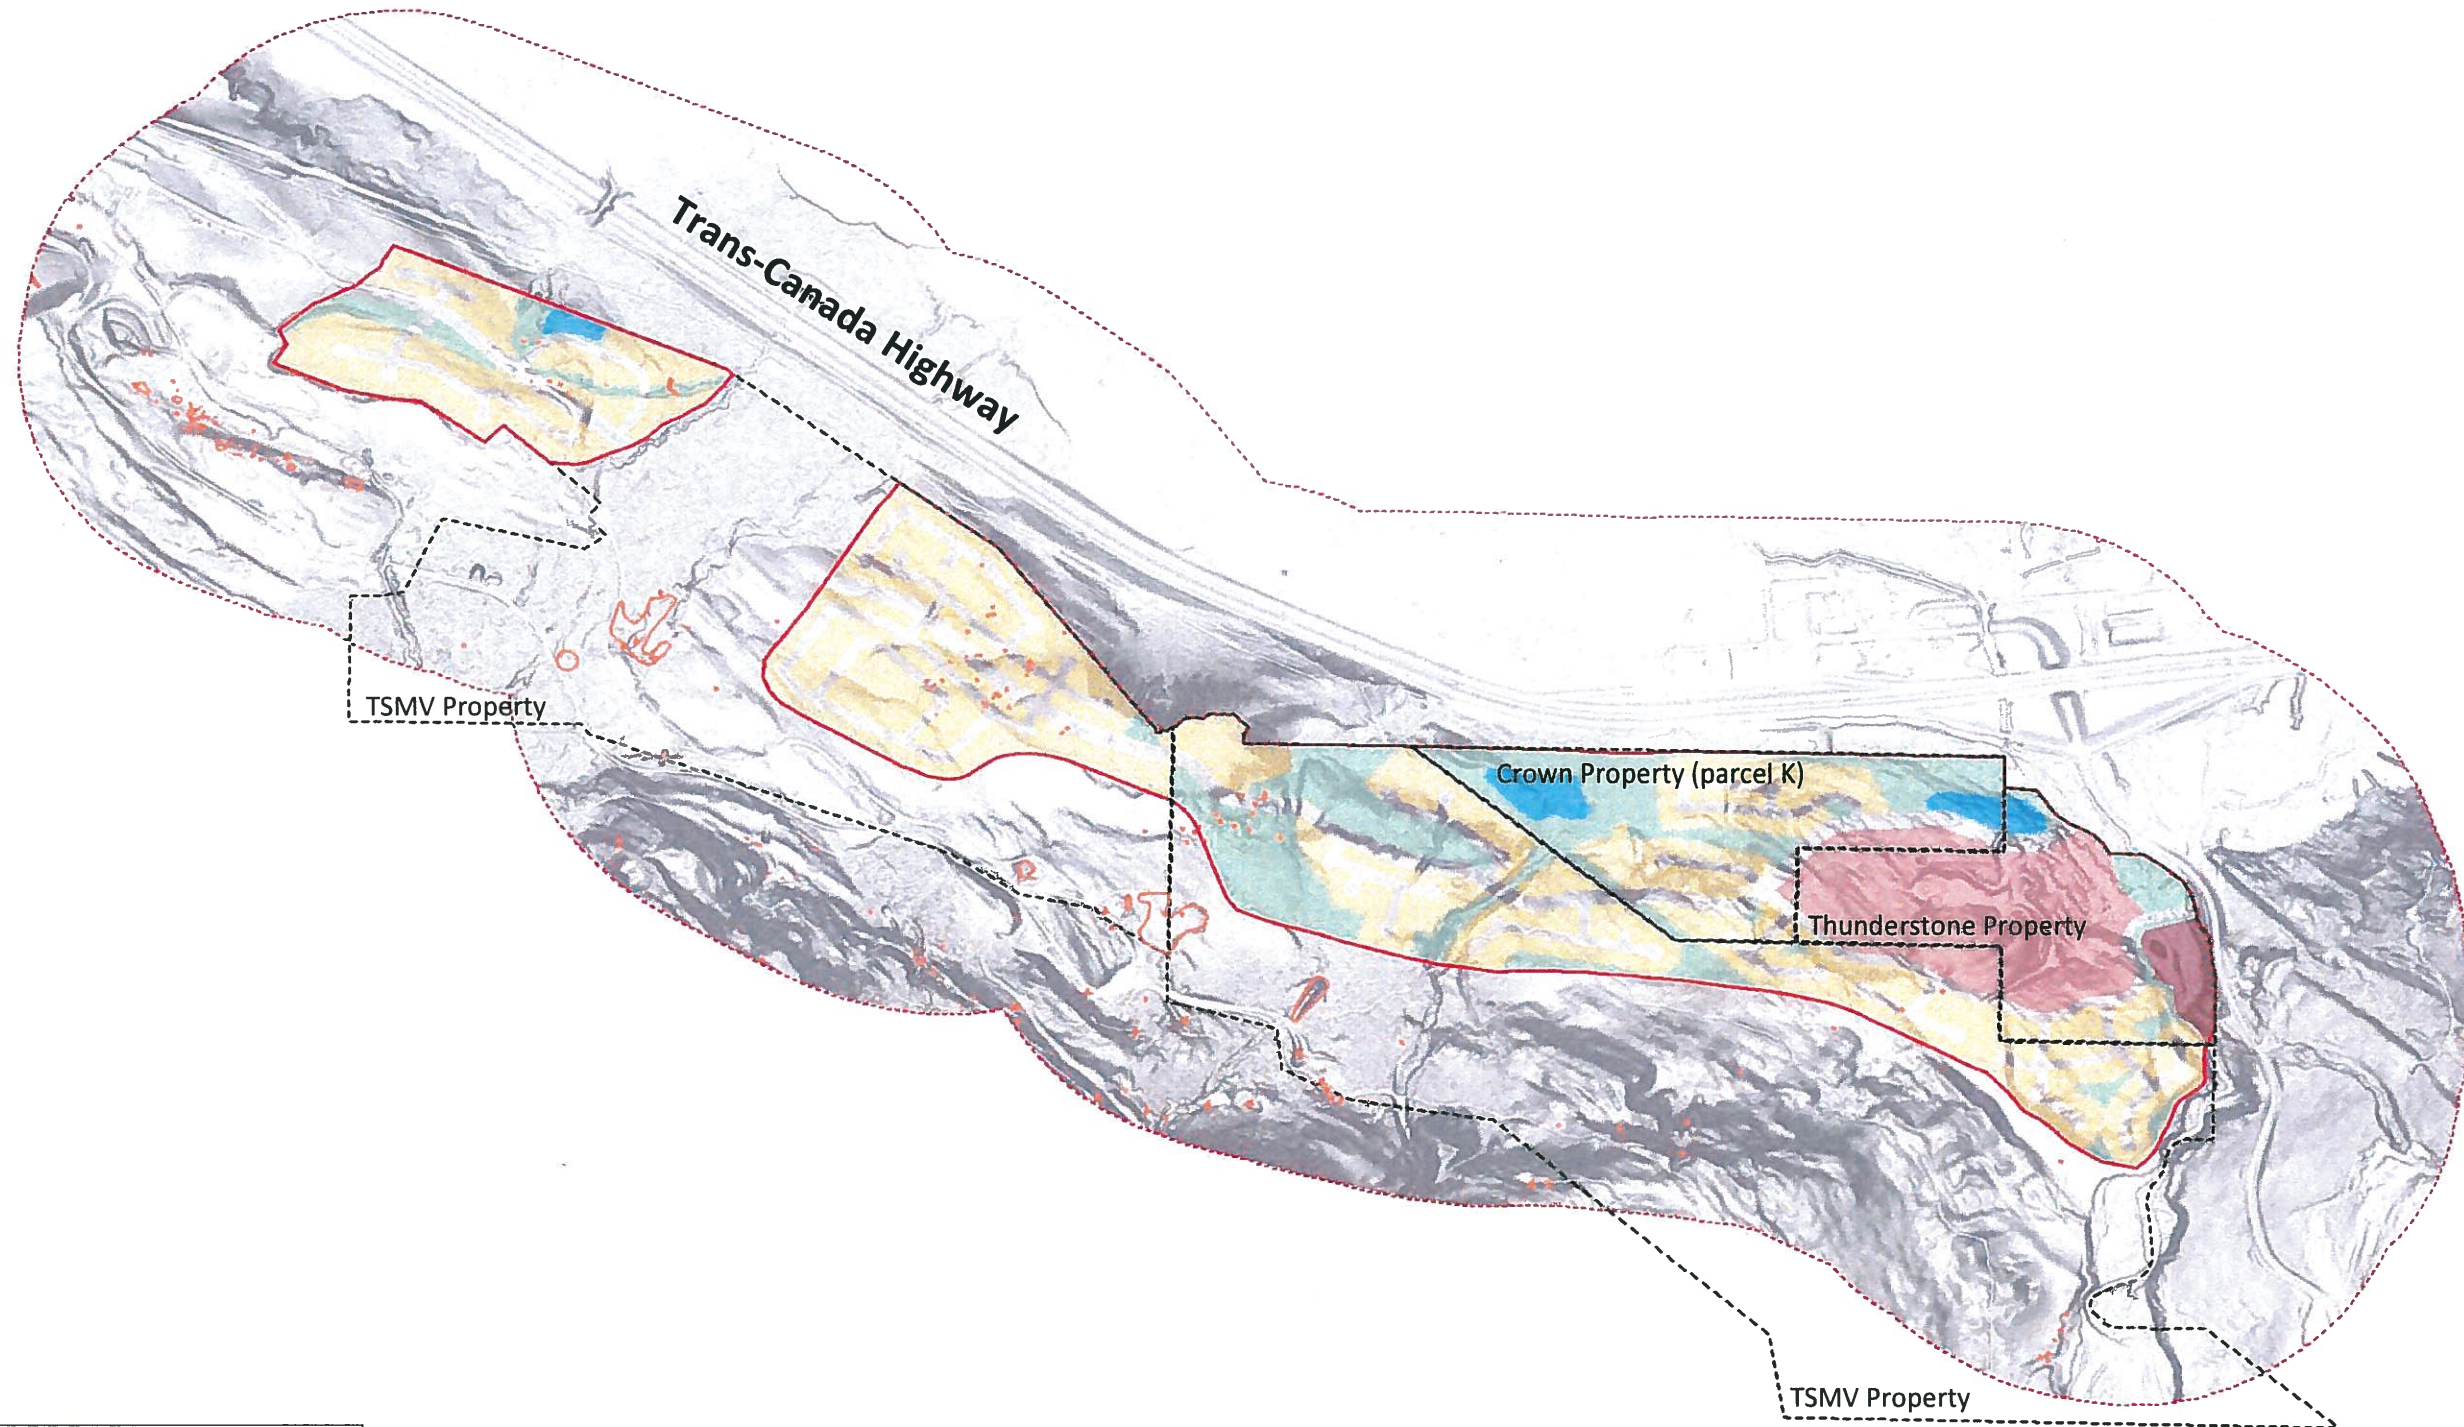 Trans-Canada Highway
TSMV Property
Crown Property (parcel K)
Thunderstone Property
TSMV Property